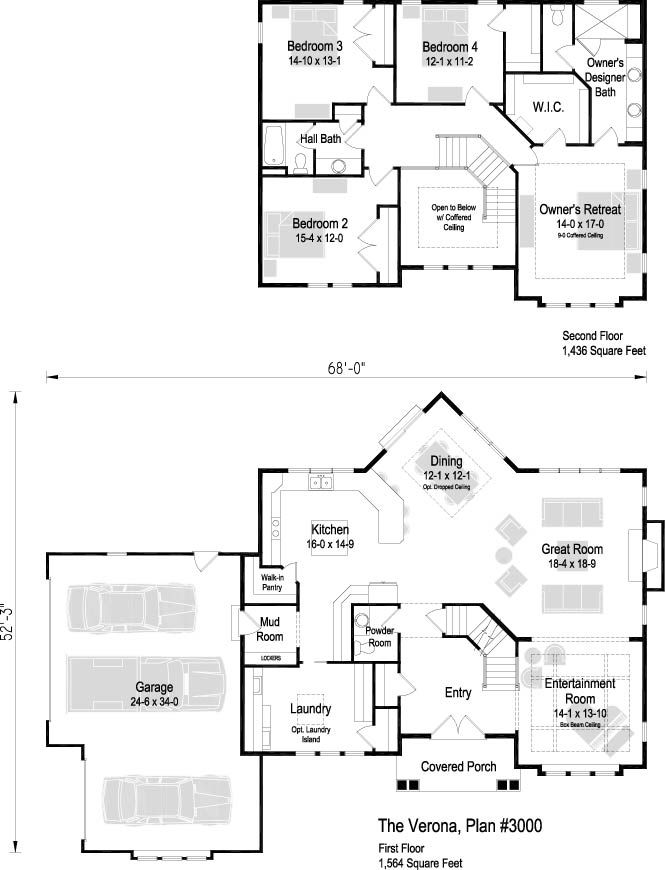 Bedroom 3
14-10 x 13-1
Bedroom 4
12-1 x 11-2
Owner's
Designer
Bath
W.I.C.
Hall Bath
Bedroom 2
15-4 x 12-0
Open to Below
w/ Coffered
Ceiling
Owner's Retreat
14-0 x 17-0
9-0 Coffered Ceiling
Second Floor
1,436 Square Feet
68'-0"
52'-3"
Dining
12-1 x 12-1
Opt. Dropped Ceiling
Kitchen
16-0 x 14-9
Great Room
18-4 x 18-9
Walk-in
Pantry
Mud
Room
LOCKERS
Powder
Room
Garage
24-6 x 34-0
Laundry
Opt. Laundry
Island
Entry
Entertainment
Room
14-1 x 13-10
Box Beam Ceiling
Covered Porch
The Verona, Plan #3000
First Floor
1,564 Square Feet